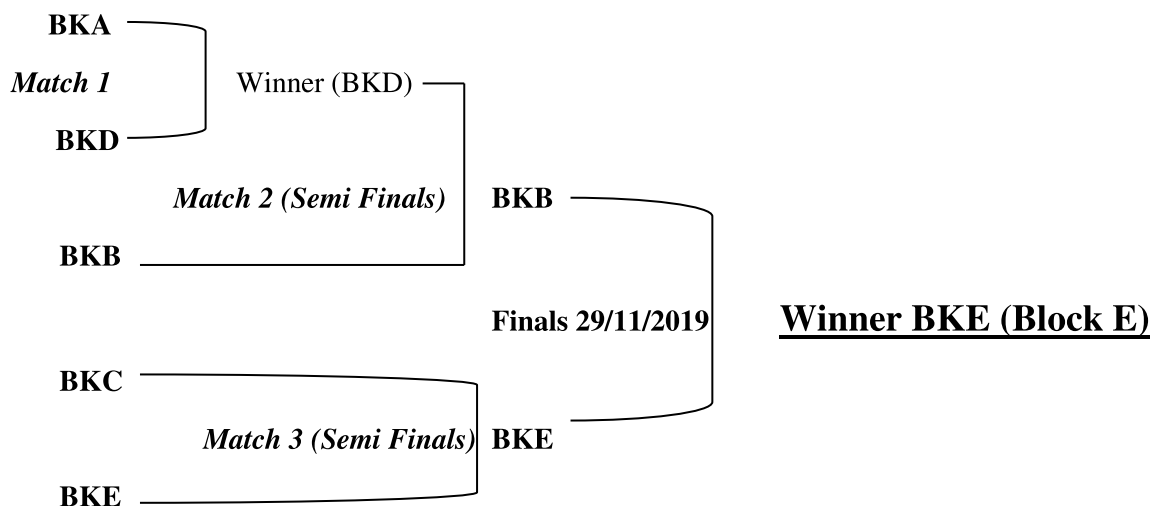 BKA
Match 1
Winner (BKD)
BKD
Match 2 (Semi Finals)
BKB
BKB
Finals 29/11/2019
Winner BKE (Block E)
BKC
Match 3 (Semi Finals)
BKE
BKE